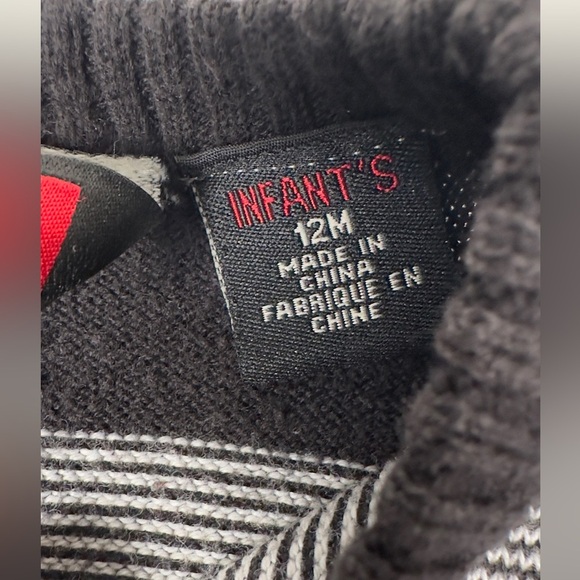 INFANT'S
12M
MADE IN
CHINA
FABRIQUE EN
CHINE